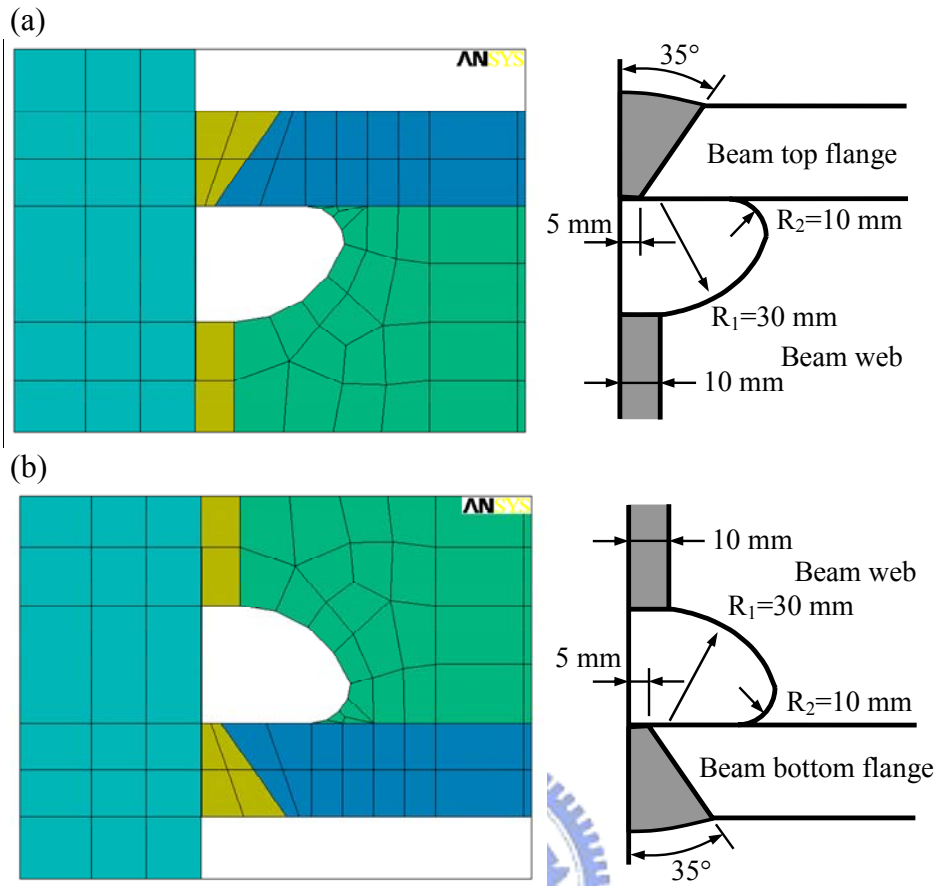 (a)
ANSYS
35°
Beam top flange
5 mm
R₂=10 mm
R₁=30 mm
Beam web
10 mm
(b)
ANSYS
10 mm
Beam web
R₁=30 mm
5 mm
R₂=10 mm
Beam bottom flange
35°